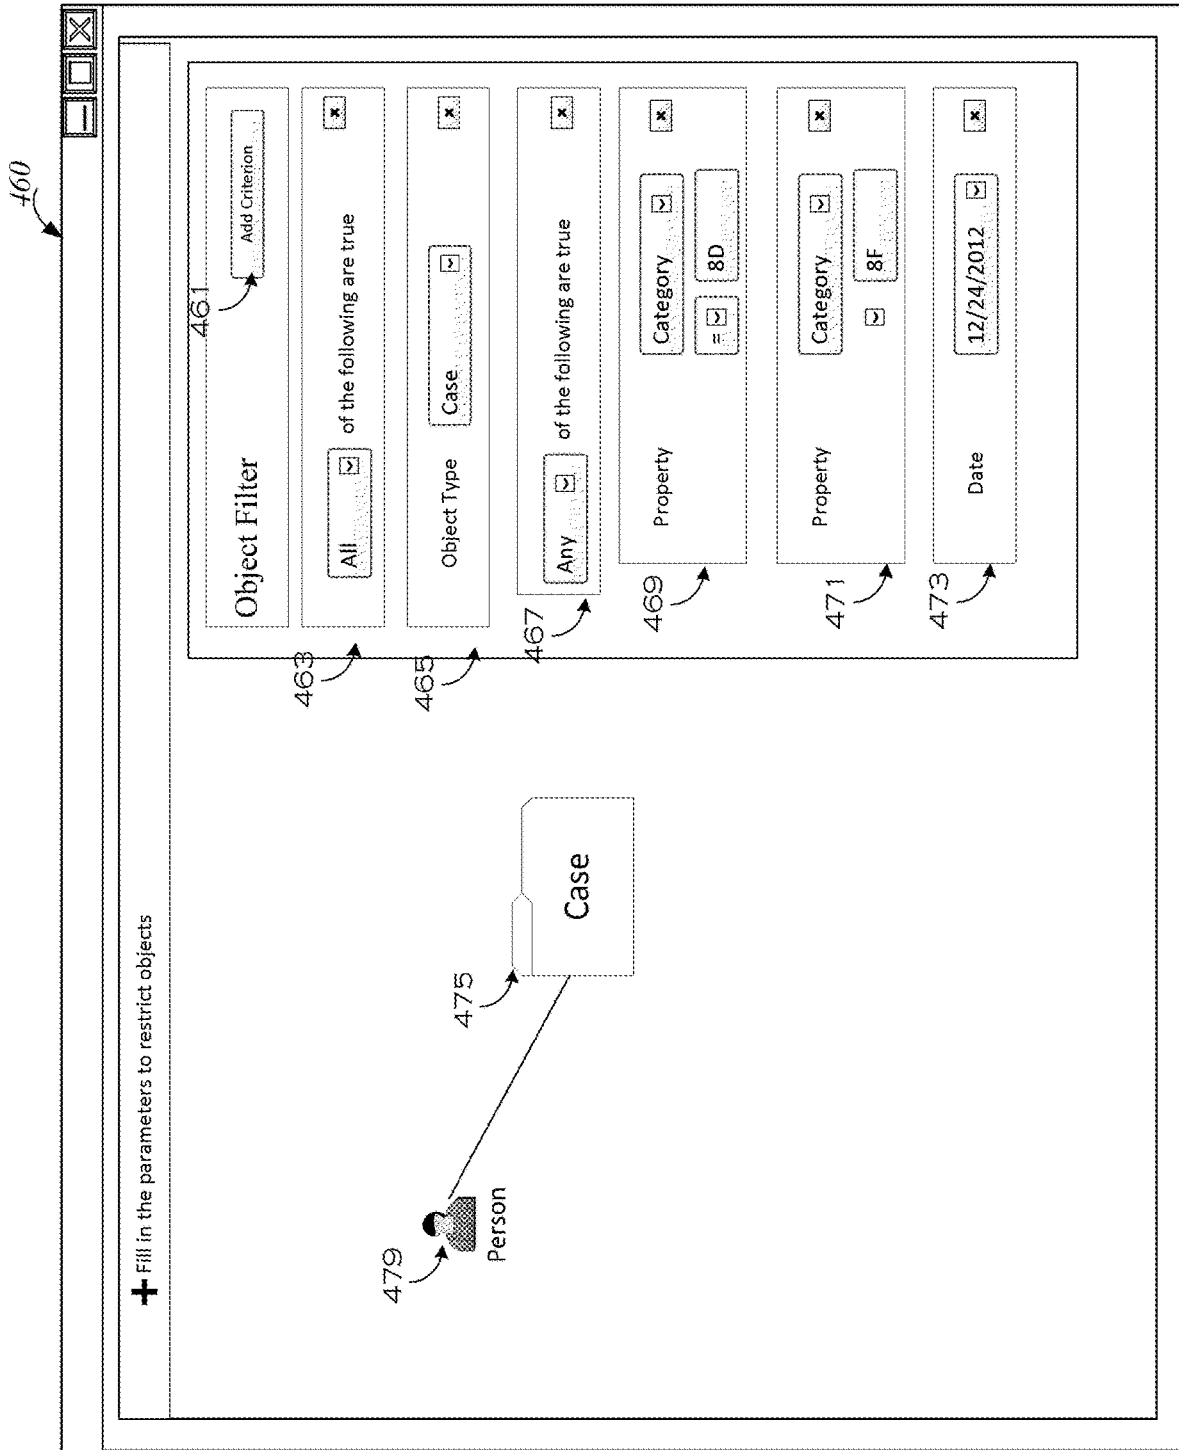 460
Fill in the parameters to restrict objects
Object Filter
Add Criterion
461
All of the following are true
463
Object Type Case
465
Any of the following are true
467
Property Category
= 8D
469
Property Category
8F
471
Date 12/24/2012
473
475
Case
479
Person